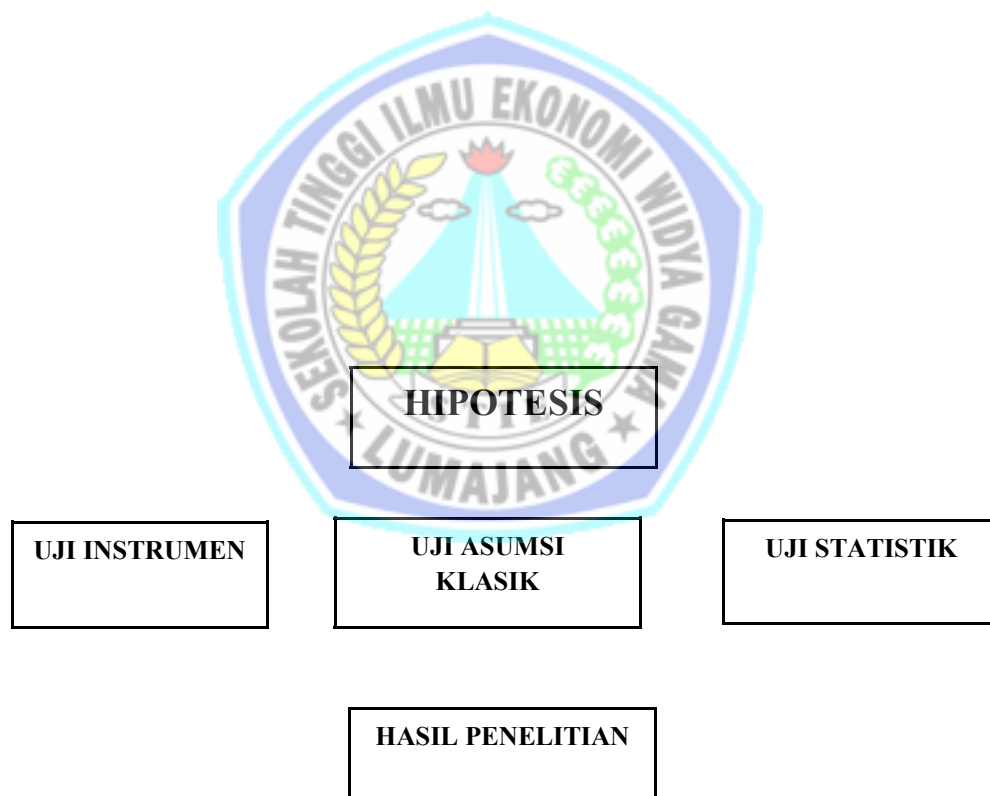 SEKOLAH TINGGI ILMU EKONOMI WIDYA GAMA
LUMAJANG
HIPOTESIS
UJI INSTRUMEN
UJI ASUMSI
KLASIK
UJI STATISTIK
HASIL PENELITIAN